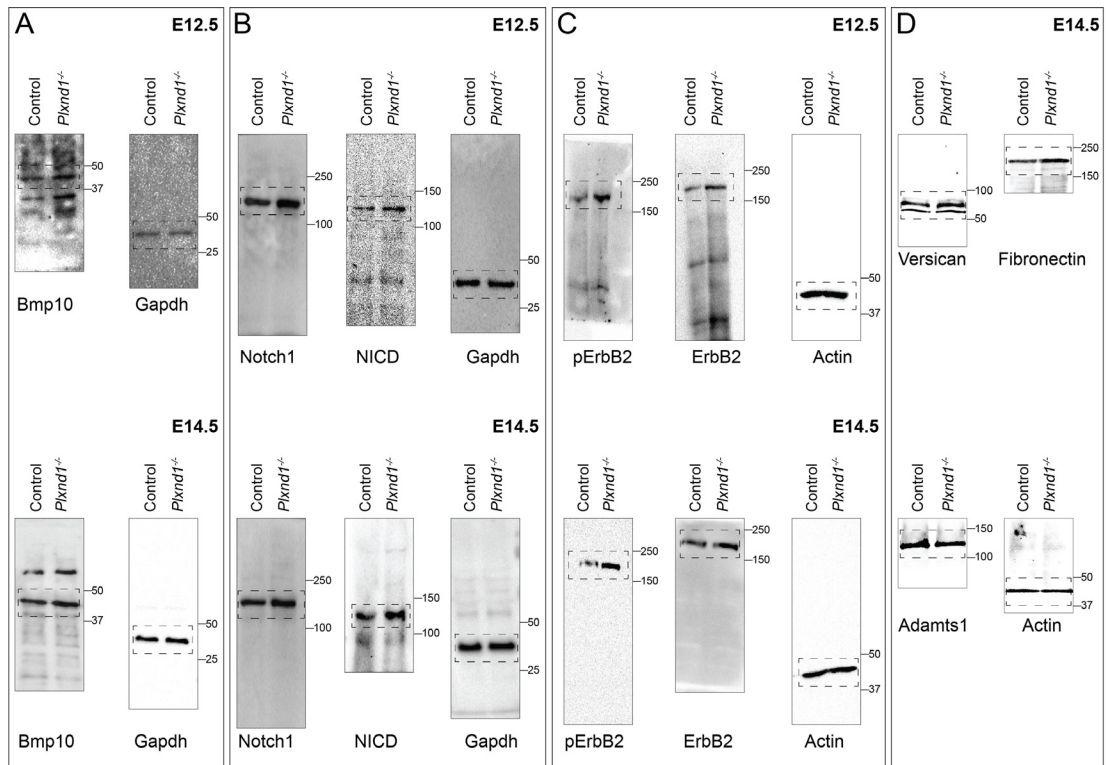 A
E12.5
Control
Plxnd1-/-
Control
Plxnd1-/-
50
37
50
25
Bmp10
Gapdh
E14.5
Control
Plxnd1-/-
Control
Plxnd1-/-
50
37
50
25
Bmp10
Gapdh
B
E12.5
Control
Plxnd1-/-
Control
Plxnd1-/-
Control
Plxnd1-/-
250
100
150
100
50
25
Notch1
NICD
Gapdh
E14.5
Control
Plxnd1-/-
Control
Plxnd1-/-
Control
Plxnd1-/-
250
100
150
100
50
25
Notch1
NICD
Gapdh
C
E12.5
Control
Plxnd1-/-
Control
Plxnd1-/-
Control
Plxnd1-/-
250
150
250
150
50
37
pErbB2
ErbB2
Actin
E14.5
Control
Plxnd1-/-
Control
Plxnd1-/-
Control
Plxnd1-/-
250
150
250
150
50
37
pErbB2
ErbB2
Actin
D
E14.5
Control
Plxnd1-/-
Control
Plxnd1-/-
100
50
250
150
Versican
Fibronectin
Control
Plxnd1-/-
Control
Plxnd1-/-
150
100
50
37
Adamts1
Actin